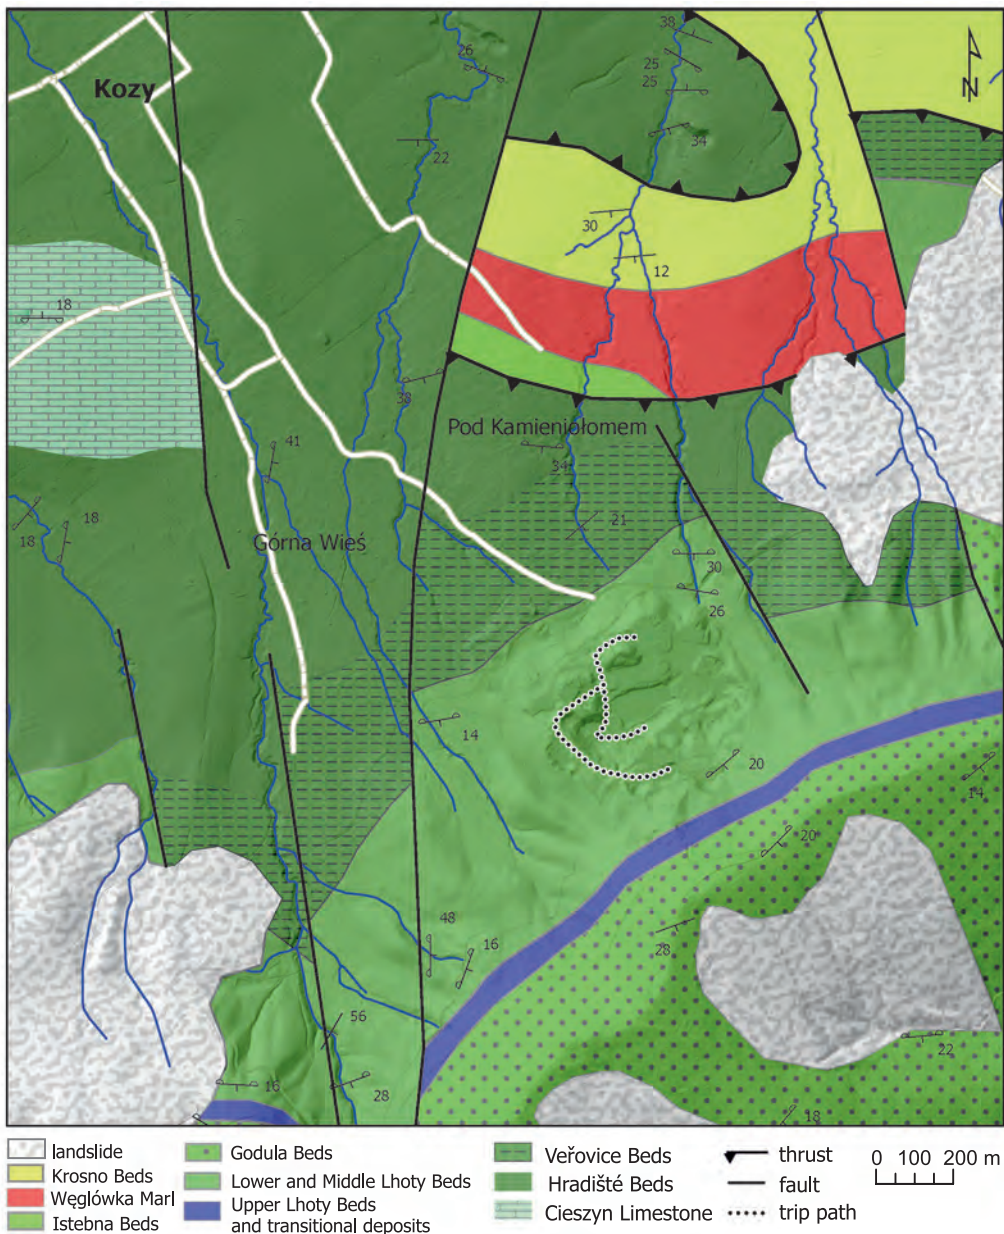 38
26
Kozy
25
N
25
34
22
30
12
18
38
Pod Kamieniołomem
41
34
18
21
18
Górna Wieś
30
26
14
20
14
20
48
16
28
56
22
16
28
18
landslide
Krosno Beds
Węglówka Marl
Istebna Beds
Godula Beds
Lower and Middle Lhoty Beds
Upper Lhoty Beds
and transitional deposits
Veřovice Beds
Hradiště Beds
Cieszyn Limestone
thrust
fault
trip path
0 100 200 m